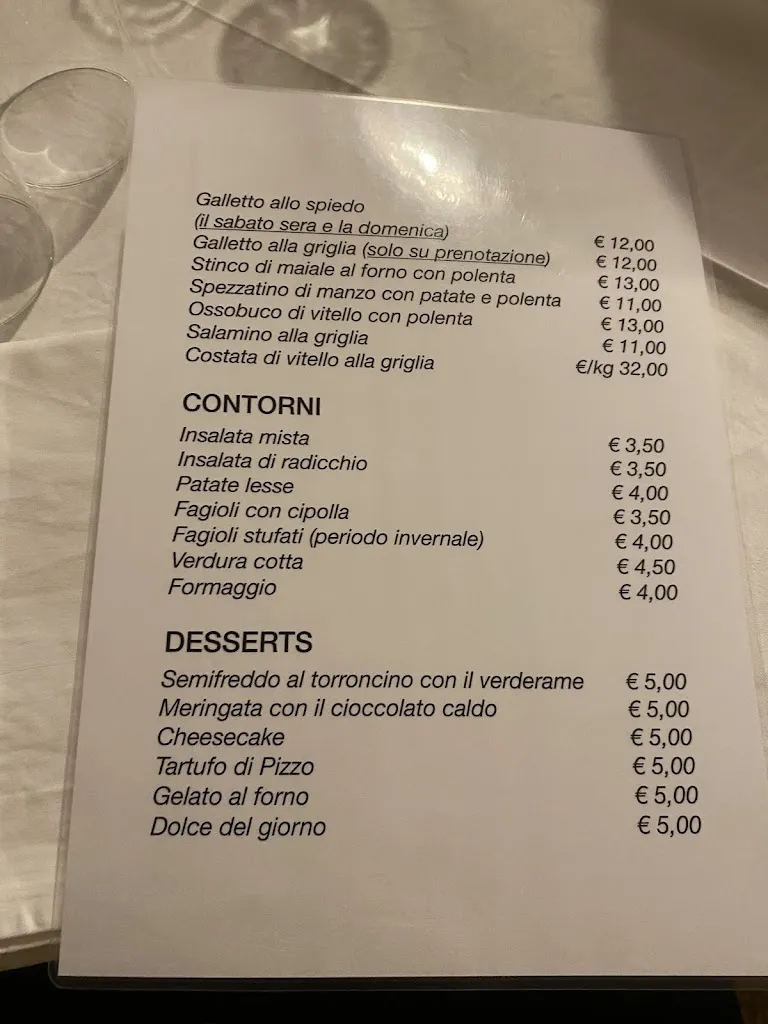 Galletto allo spiedo
(il sabato sera e la domenica) € 12,00
Galletto alla griglia (solo su prenotazione) € 12,00
Stinco di maiale al forno con polenta € 13,00
Spezzatino di manzo con patate e polenta € 11,00
Ossobuco di vitello con polenta € 13,00
Salamino alla griglia € 11,00
Costata di vitello alla griglia €/kg 32,00
CONTORNI
Insalata mista € 3,50
Insalata di radicchio € 3,50
Patate lesse € 4,00
Fagioli con cipolla € 3,50
Fagioli stufati (periodo invernale) € 4,00
Verdura cotta € 4,50
Formaggio € 4,00
DESSERTS
Semifreddo al torroncino con il verderame € 5,00
Meringata con il cioccolato caldo € 5,00
Cheesecake € 5,00
Tartufo di Pizzo € 5,00
Gelato al forno € 5,00
Dolce del giorno € 5,00